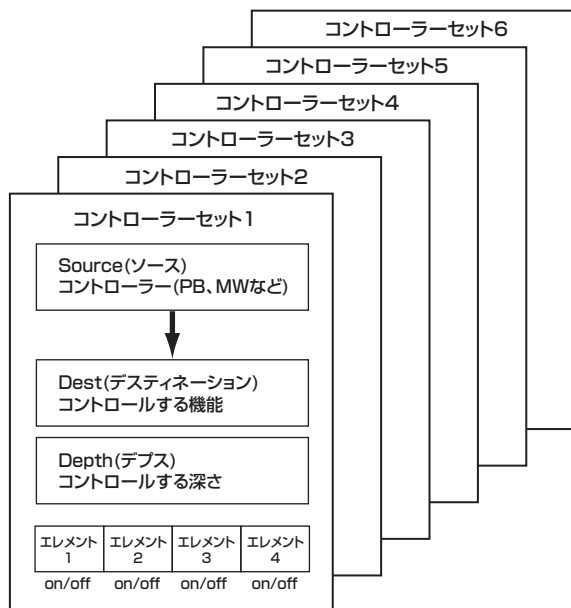 コントローラーセット6
コントローラーセット5
コントローラーセット4
コントローラーセット3
コントローラーセット2
コントローラーセット1
Source(ソース)
コントローラー(PB、MWなど)
Dest(デスティネーション)
コントロールする機能
Depth(デプス)
コントロールする深さ
エレメント エレメント エレメント エレメント
1 2 3 4
on/off on/off on/off on/off